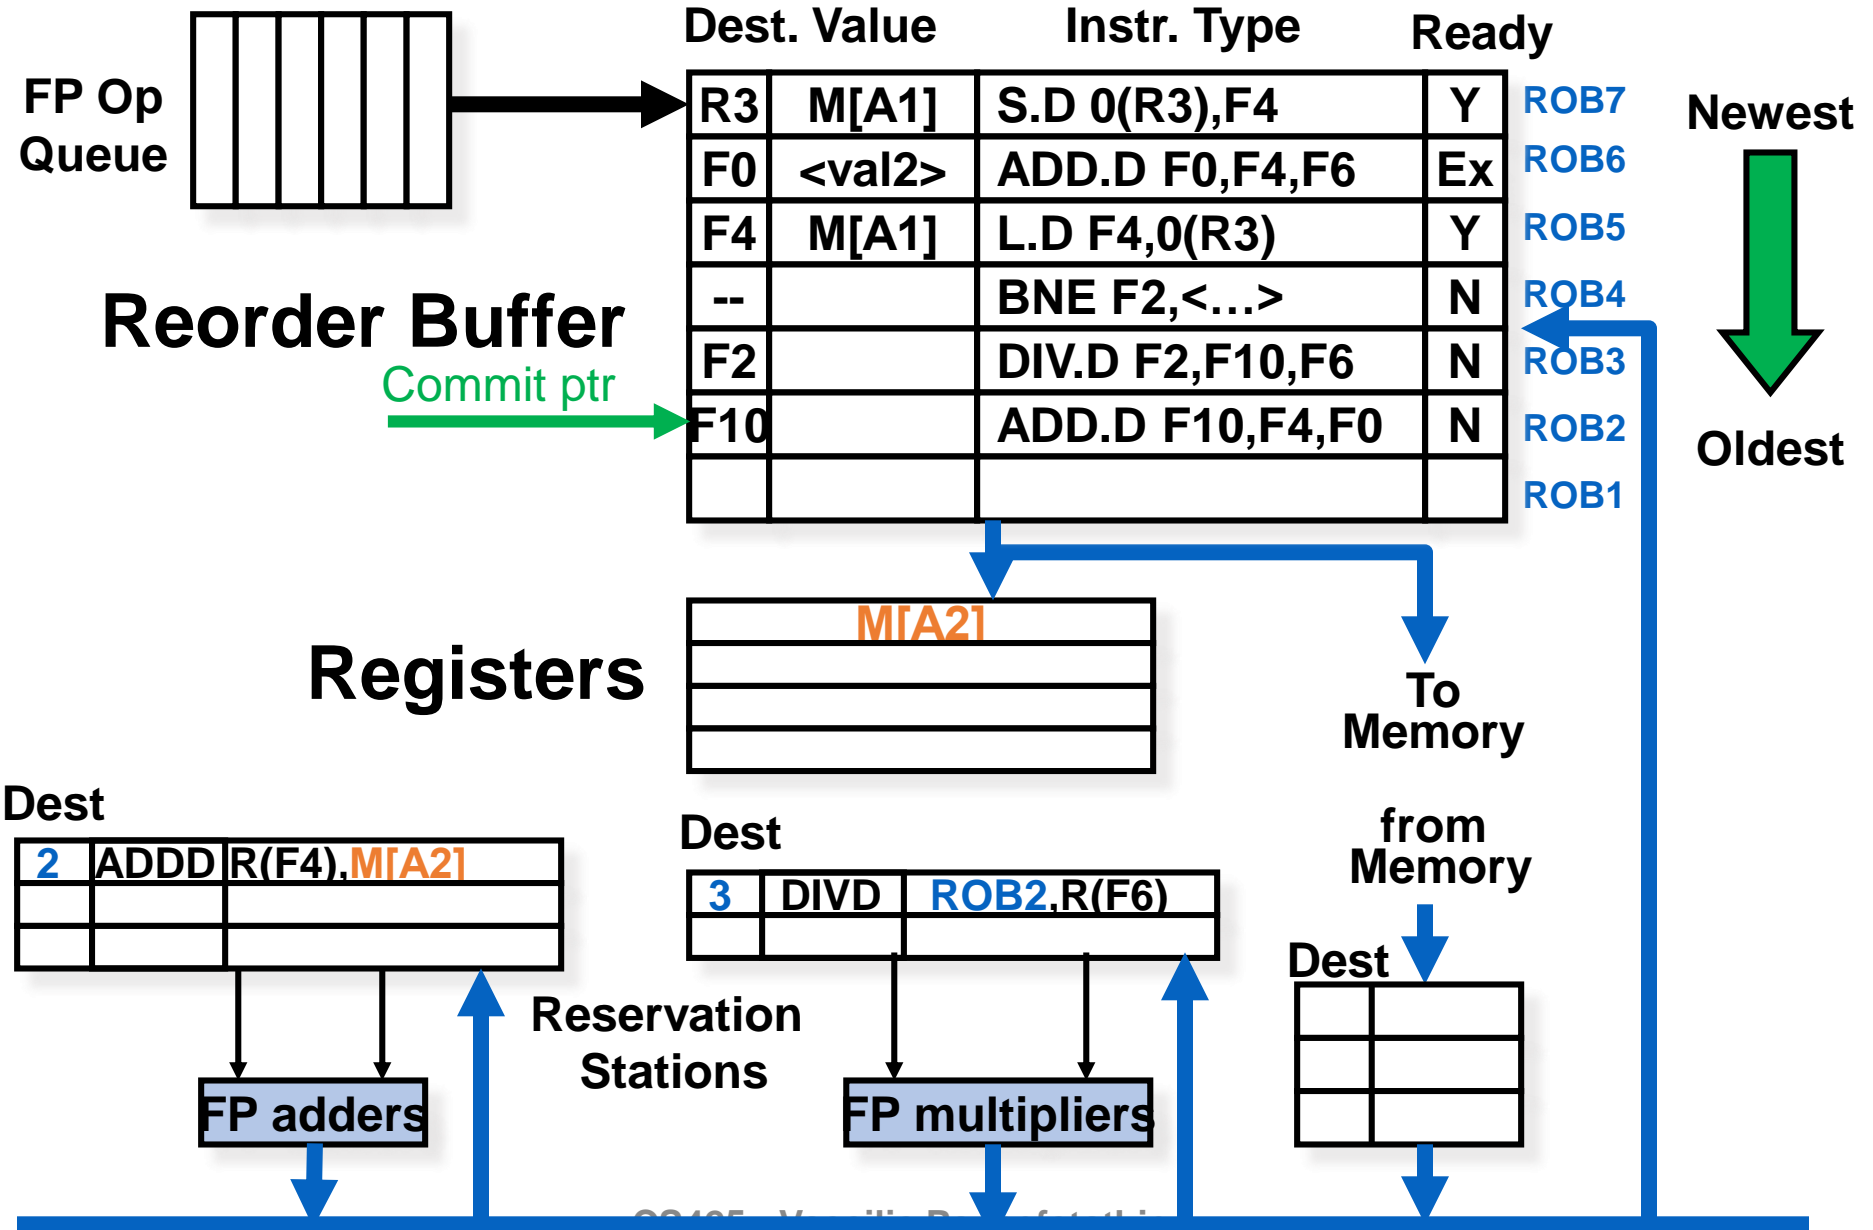 Dest. Value Instr. Type Ready
FP Op
Queue
R3 M[A1] S.D 0(R3),F4 Y ROB7
F0 <val2> ADD.D F0,F4,F6 Ex ROB6
F4 M[A1] L.D F4,0(R3) Y ROB5
-- BNE F2,<...> N ROB4
F2 DIV.D F2,F10,F6 N ROB3
F10 ADD.D F10,F4,F0 N ROB2
ROB1
Newest
Oldest
Reorder Buffer
Commit ptr
M[A2]
Registers
To
Memory
Dest
2 ADDD R(F4),M[A2]
Dest
3 DIVD ROB2,R(F6)
from
Memory
Dest
Reservation
Stations
FP adders
FP multipliers